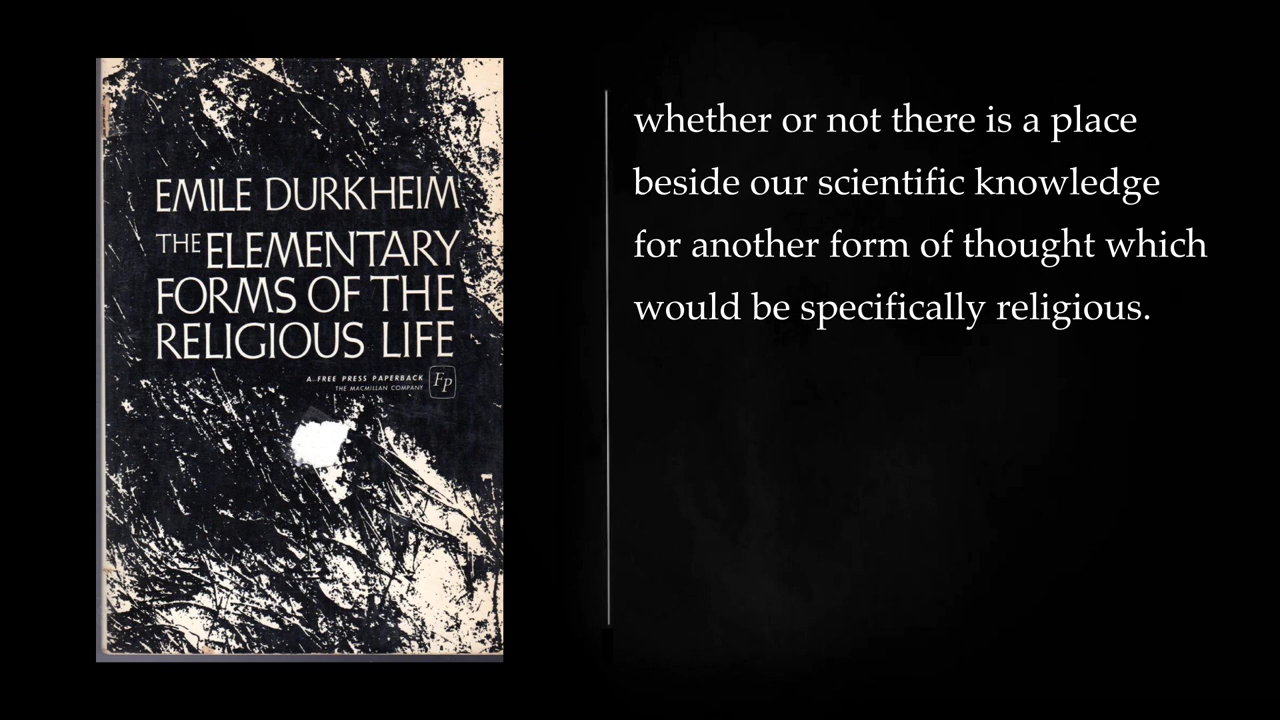 EMILE DURKHEIM
THE ELEMENTARY
FORMS OF THE
RELIGIOUS LIFE
A FREE PRESS PAPERBACK
THE MACMILLAN COMPANY
FP
whether or not there is a place
beside our scientific knowledge
for another form of thought which
would be specifically religious.